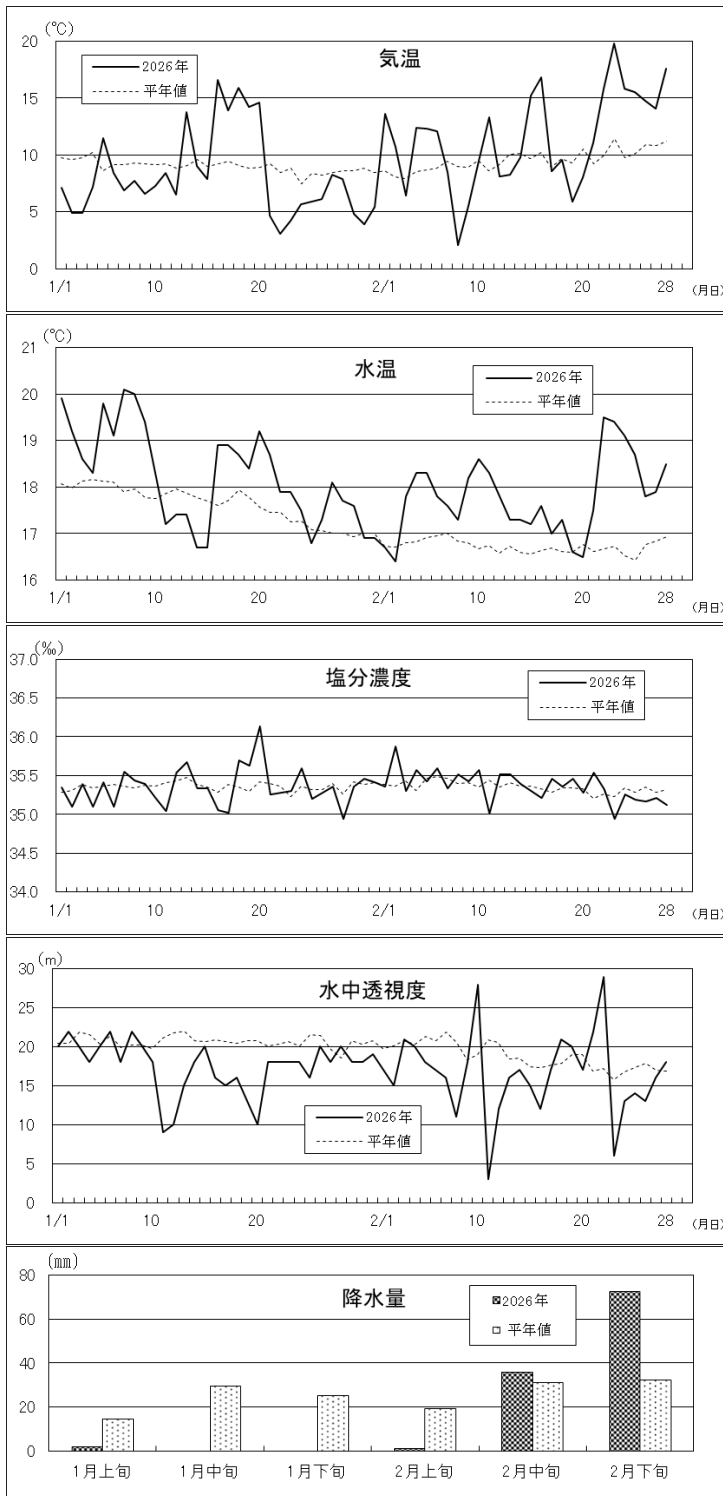 (℃)
気温
2026年
平年値
20
15
10
5
0
1/1 10 20 2/1 10 20 28 (月日)
(℃)
水温
2026年
平年値
21
20
19
18
17
16
1/1 10 20 2/1 10 20 28 (月日)
(‰)
塩分濃度
2026年
平年値
37.0
36.5
36.0
35.5
35.0
34.5
34.0
1/1 10 20 2/1 10 20 28 (月日)
(m)
水中透視度
30
25
20
15
10
5
0
2026年
平年値
1/1 10 20 2/1 10 20 28 (月日)
(mm)
降水量
2026年
平年値
80
60
40
20
0
1月上旬 1月中旬 1月下旬 2月上旬 2月中旬 2月下旬